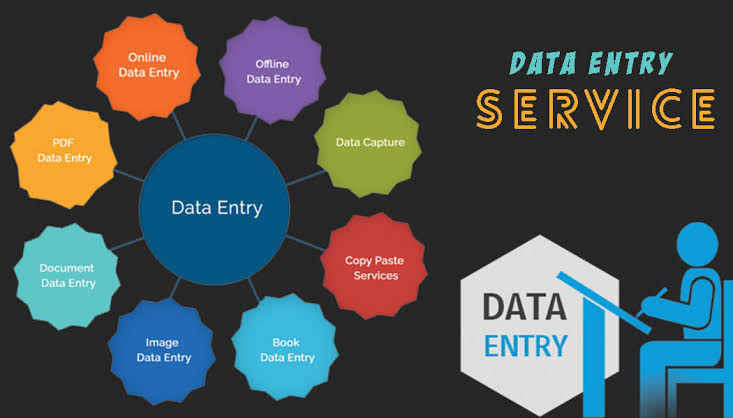 Online
Data Entry
Offline
Data Entry
Data Capture
Copy Paste
Services
Book
Data Entry
Image
Data Entry
Document
Data Entry
PDF
Data Entry
Data Entry
DATA ENTRY
SERVICE
DATA
ENTRY